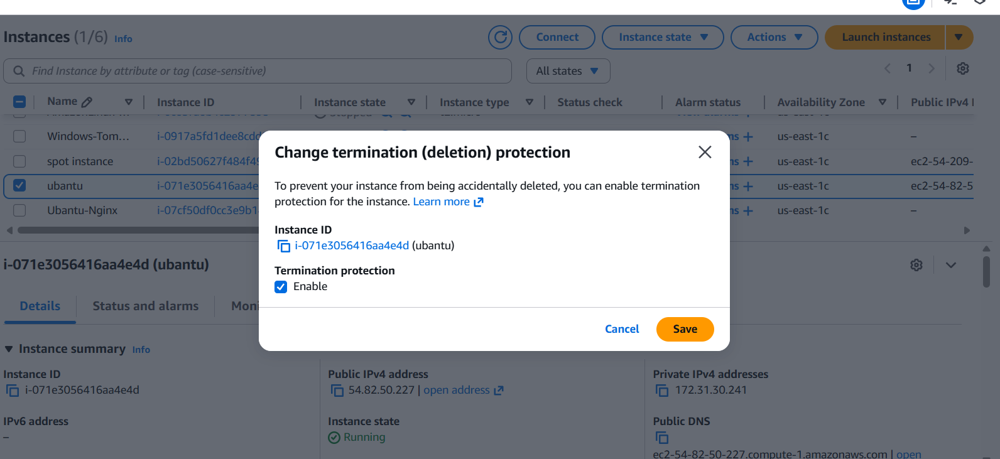 Instances (1/6) Info
Connect
Instance state
Actions
Launch instances
Find Instance by attribute or tag (case-sensitive)
All states
1
Name
Instance ID
Instance state
Instance type
Status check
Alarm status
Availability Zone
Public IPv4
Stopped
us-east-1c
Windows-Tom...
i-0917a5fd1dee8cdd
us-east-1c
–
spot instance
i-02bd50627f484f4
us-east-1c
ec2-54-209-
ubantu
i-071e3056416aa4e
us-east-1c
ec2-54-82-5
Ubantu-Nginx
i-07cf50df0cc3e9b1
us-east-1c
–
Change termination (deletion) protection
To prevent your instance from being accidentally deleted, you can enable termination
protection for the instance. Learn more
Instance ID
i-071e3056416aa4e4d (ubantu)
Termination protection
Enable
Cancel
Save
i-071e3056416aa4e4d (ubantu)
Details
Status and alarms
Moni
Instance summary Info
Instance ID
i-071e3056416aa4e4d
Public IPv4 address
54.82.50.227 | open address
Private IPv4 addresses
172.31.30.241
IPv6 address
–
Instance state
Running
Public DNS
ec2-54-82-50-227.compute-1.amazonaws.com | open